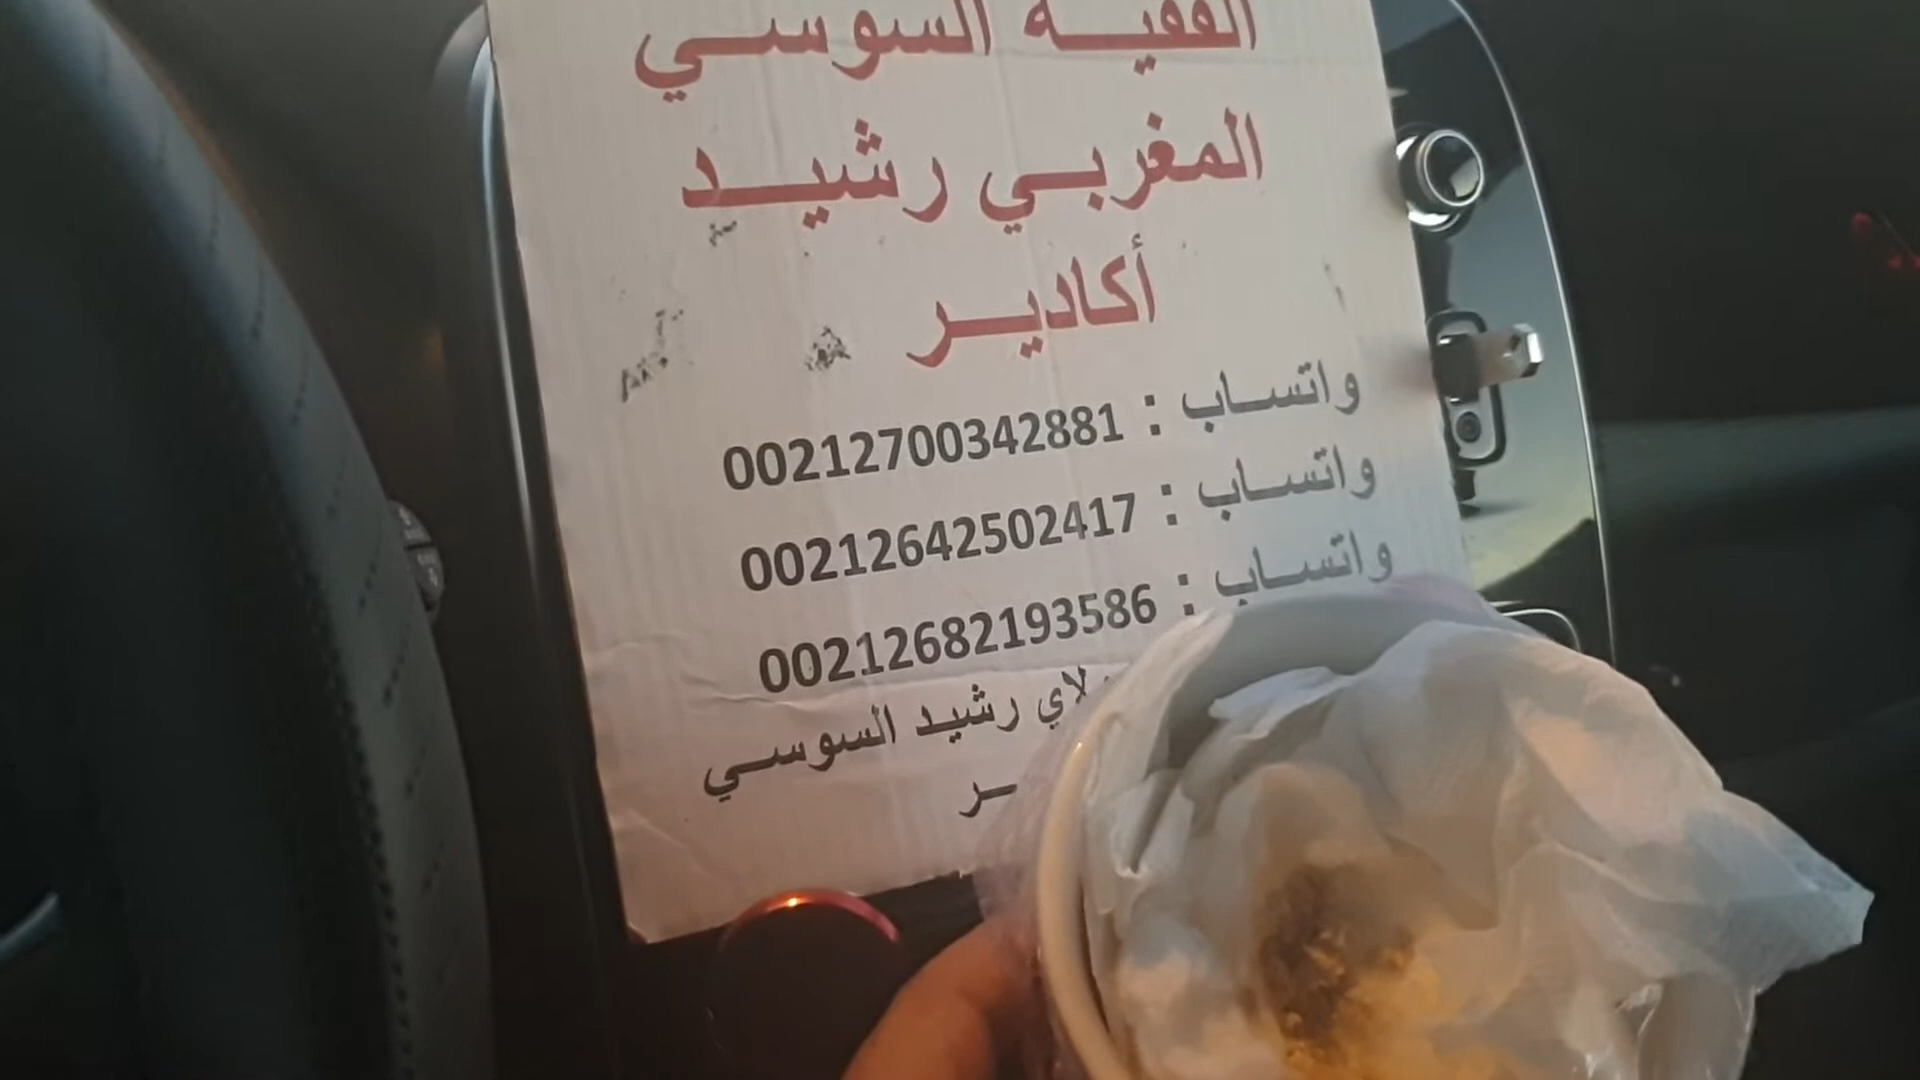 الفقيه السوسي
المغربي رشيد
أكادير
واتساب : 00212700342881
واتساب : 00212642502417
واتساب : 00212682193586
رشيد السوسي